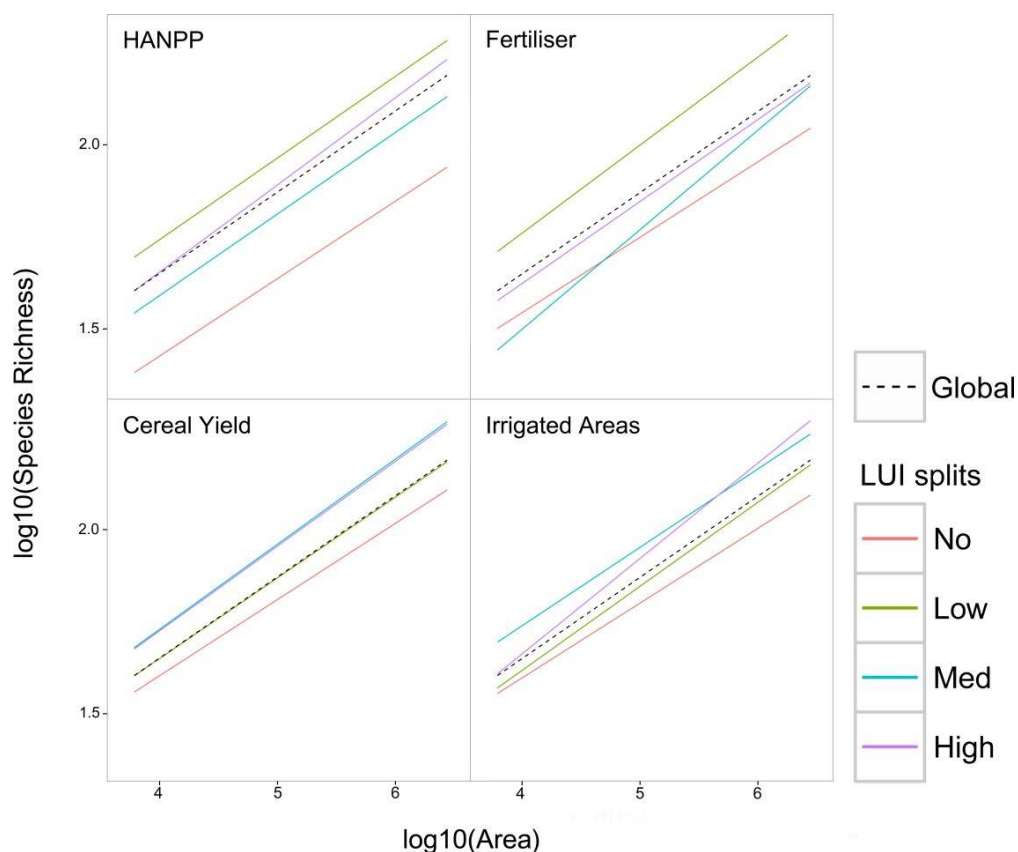 HANPP
Fertiliser
2.0
1.5
Cereal Yield
Irrigated Areas
2.0
1.5
4
5
6
4
5
6
log10(Species Richness)
log10(Area)
Global
LUI splits
No
Low
Med
High